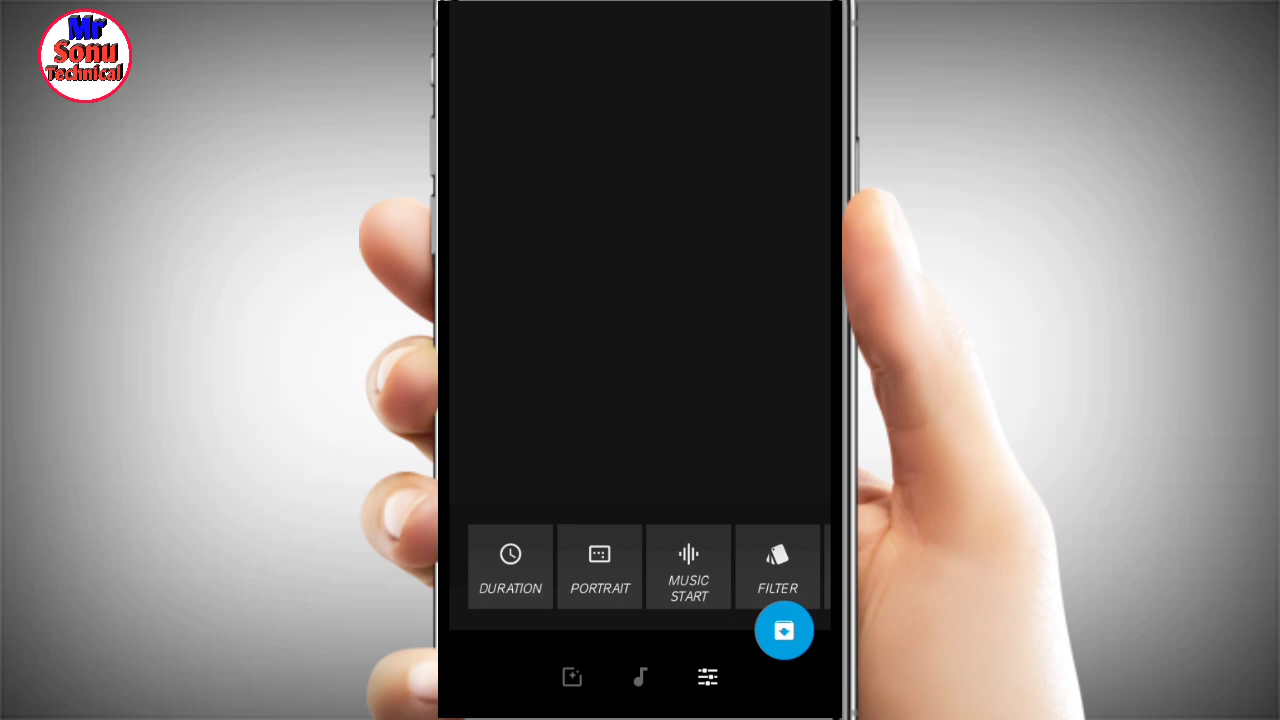 Mr
Sonu
Technical
DURATION
PORTRAIT
MUSIC
START
FILTER